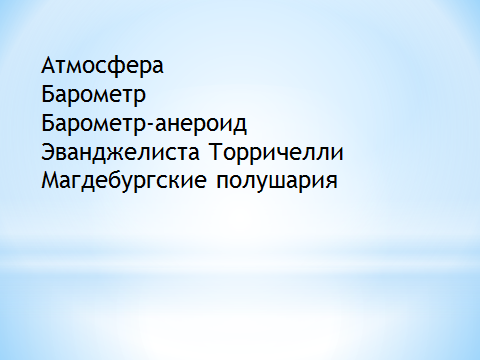 Атмосфера
Барометр
Барометр-анероид
Эванджелиста Торричелли
Магдебургские полушария